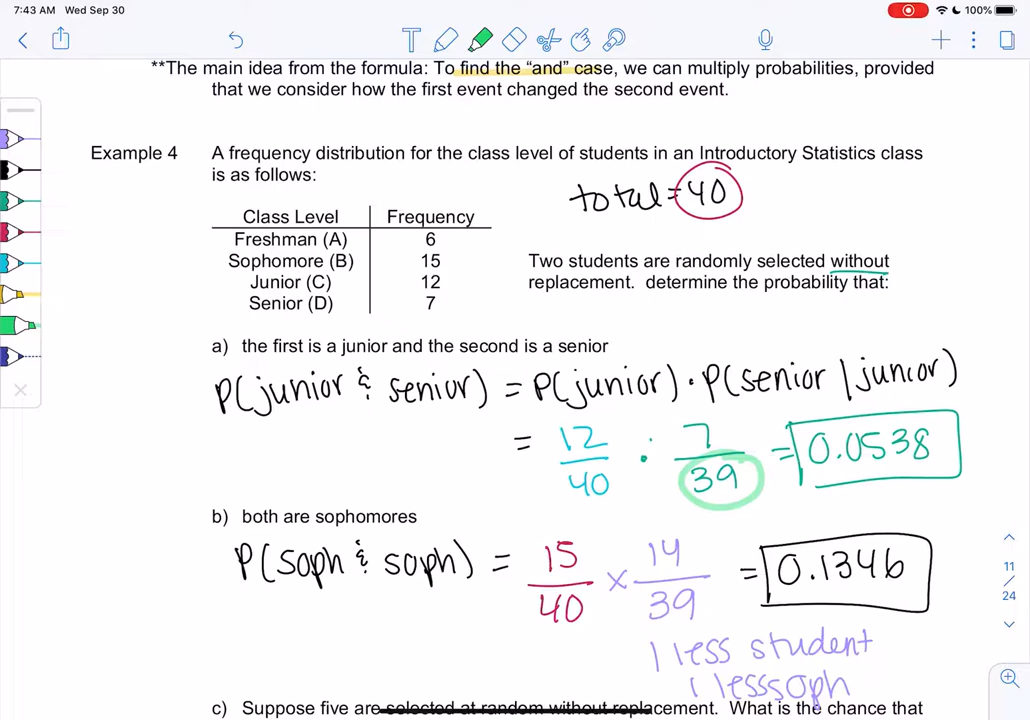 7:43 AM Wed Sep 30
100%
**The main idea from the formula: To find the “and” case, we can multiply probabilities, provided
that we consider how the first event changed the second event.
Example 4 A frequency distribution for the class level of students in an Introductory Statistics class
is as follows:
total = 40
Class Level Frequency
Freshman (A) 6
Sophomore (B) 15
Junior (C) 12
Senior (D) 7
Two students are randomly selected without
replacement. determine the probability that:
a) the first is a junior and the second is a senior
P(junior & senior) = P(junior) · P(senior | junior)
= 12/40 · 7/39 = 0.0538
b) both are sophomores
P(soph & soph) = 15/40 × 14/39 = 0.1346
1 less student
1 less soph
11/24
c) Suppose five are selected at random without replacement. What is the chance that